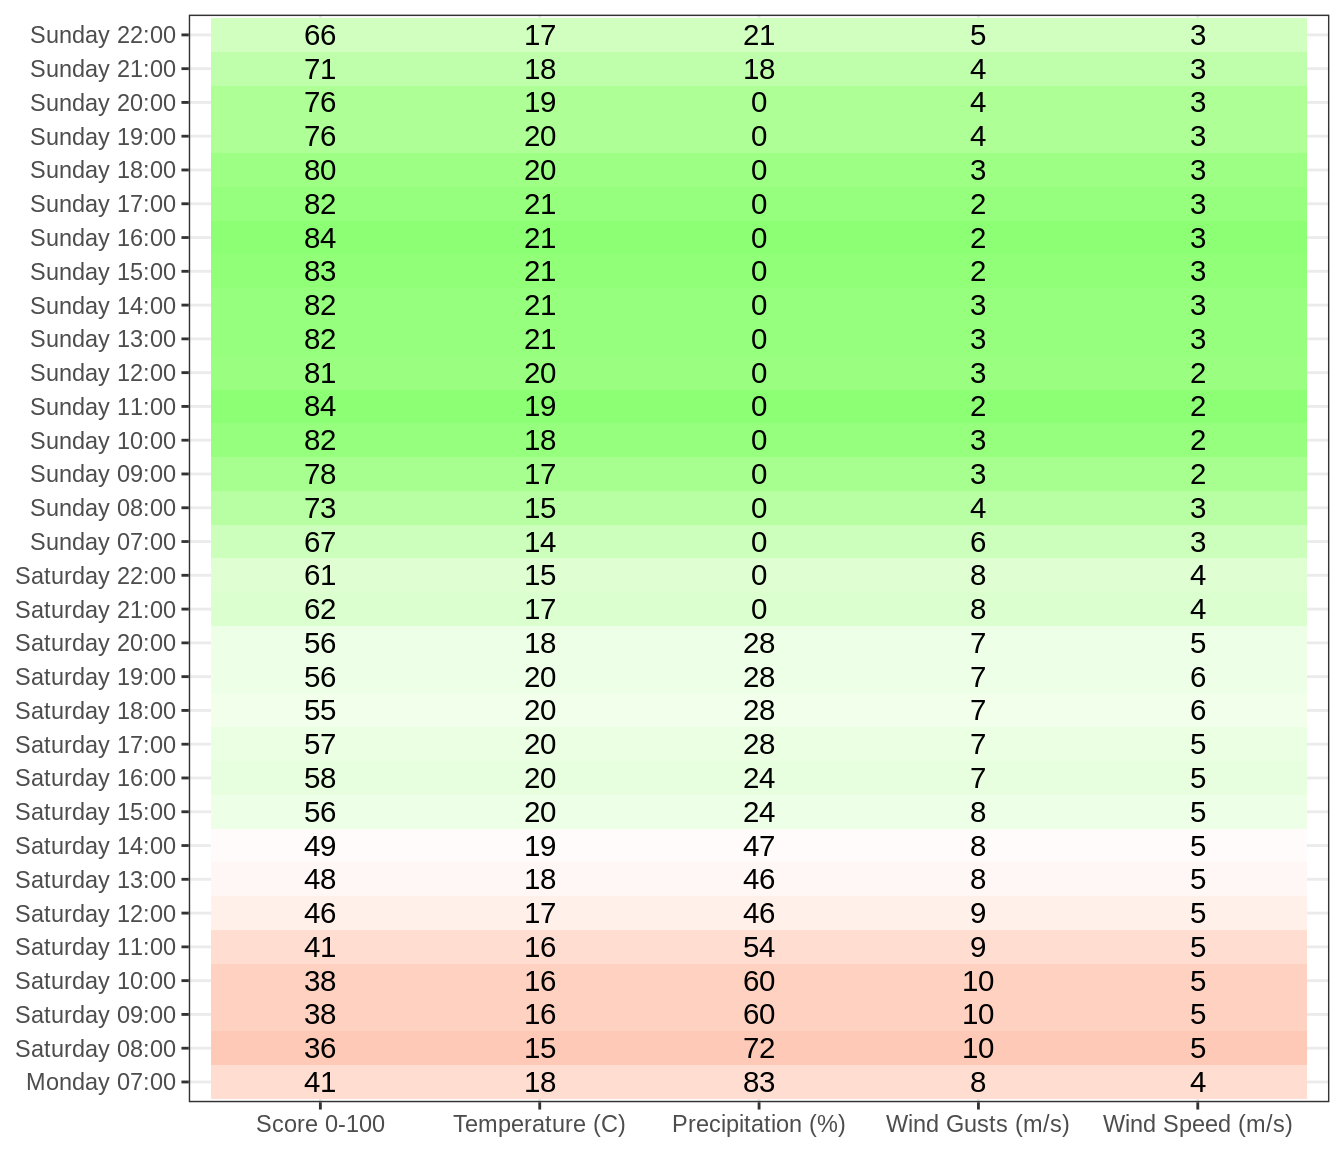 Sunday 22:00 66 17 21 5 3
Sunday 21:00 71 18 18 4 3
Sunday 20:00 76 19 0 4 3
Sunday 19:00 76 20 0 4 3
Sunday 18:00 80 20 0 3 3
Sunday 17:00 82 21 0 2 3
Sunday 16:00 84 21 0 2 3
Sunday 15:00 83 21 0 2 3
Sunday 14:00 82 21 0 3 3
Sunday 13:00 82 21 0 3 3
Sunday 12:00 81 20 0 3 2
Sunday 11:00 84 19 0 2 2
Sunday 10:00 82 18 0 3 2
Sunday 09:00 78 17 0 3 2
Sunday 08:00 73 15 0 4 3
Sunday 07:00 67 14 0 6 3
Saturday 22:00 61 15 0 8 4
Saturday 21:00 62 17 0 8 4
Saturday 20:00 56 18 28 7 5
Saturday 19:00 56 20 28 7 6
Saturday 18:00 55 20 28 7 6
Saturday 17:00 57 20 28 7 5
Saturday 16:00 58 20 24 7 5
Saturday 15:00 56 20 24 8 5
Saturday 14:00 49 19 47 8 5
Saturday 13:00 48 18 46 8 5
Saturday 12:00 46 17 46 9 5
Saturday 11:00 41 16 54 9 5
Saturday 10:00 38 16 60 10 5
Saturday 09:00 38 16 60 10 5
Saturday 08:00 36 15 72 10 5
Monday 07:00 41 18 83 8 4
Score 0-100 Temperature (C) Precipitation (%) Wind Gusts (m/s) Wind Speed (m/s)